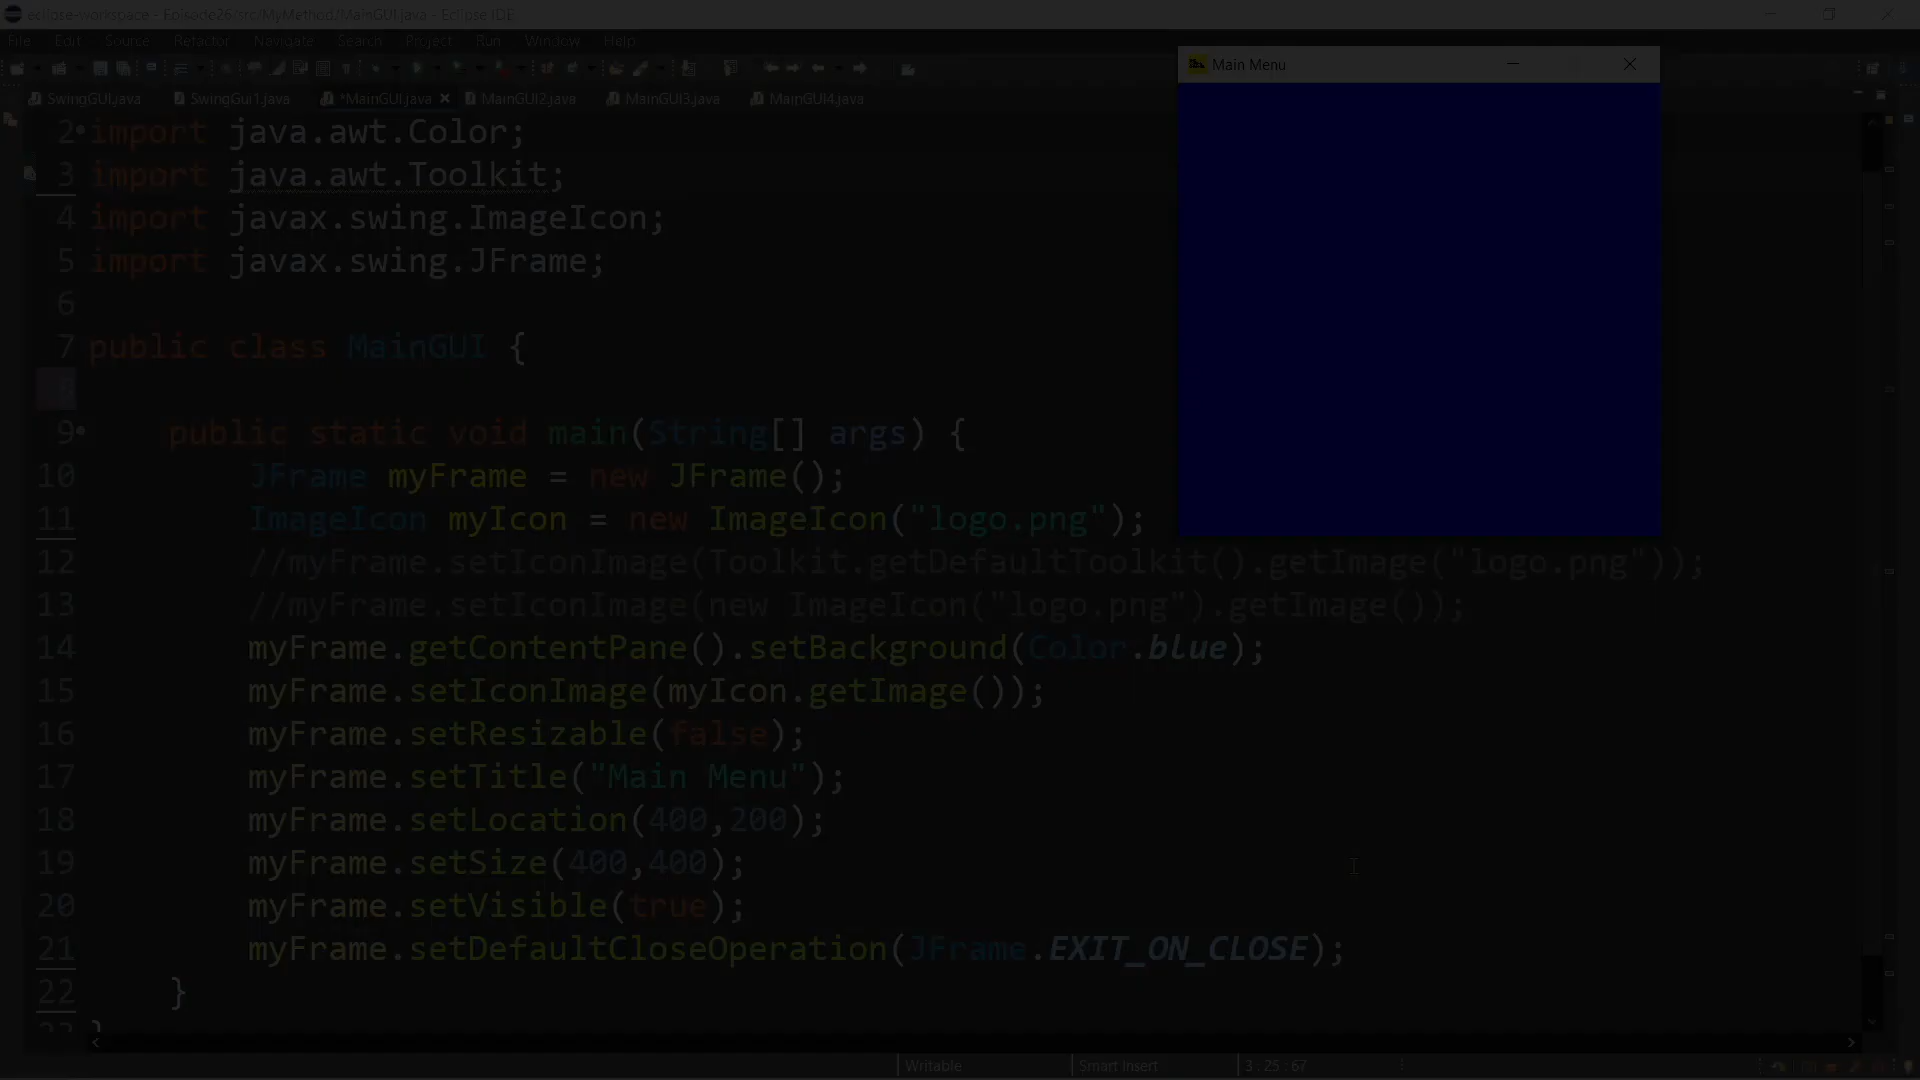 eclipse-workspace - Episode26/src/MyMethod/MainGUI.java - Eclipse IDE
File Edit Source Refactor Navigate Search Project Run Window Help
Main Menu
SwingGUI.java SwingGui1.java *MainGUI.java MainGUI2.java MainGUI3.java MainGUI4.java
2 import java.awt.Color;
3 import java.awt.Toolkit;
4 import javax.swing.ImageIcon;
5 import javax.swing.JFrame;
6
7 public class MainGUI {
8
9 public static void main(String[] args) {
10 JFrame myFrame = new JFrame();
11 ImageIcon myIcon = new ImageIcon("logo.png");
12 //myFrame.setIconImage(Toolkit.getDefaultToolkit().getImage("logo.png"));
13 //myFrame.setIconImage(new ImageIcon("logo.png").getImage());
14 myFrame.getContentPane().setBackground(Color.blue);
15 myFrame.setIconImage(myIcon.getImage());
16 myFrame.setResizable(false);
17 myFrame.setTitle("Main Menu");
18 myFrame.setLocation(400,200);
19 myFrame.setSize(400,400);
20 myFrame.setVisible(true);
21 myFrame.setDefaultCloseOperation(JFrame.EXIT_ON_CLOSE);
22 }
23 }
Writable Smart Insert 3 : 25 : 67